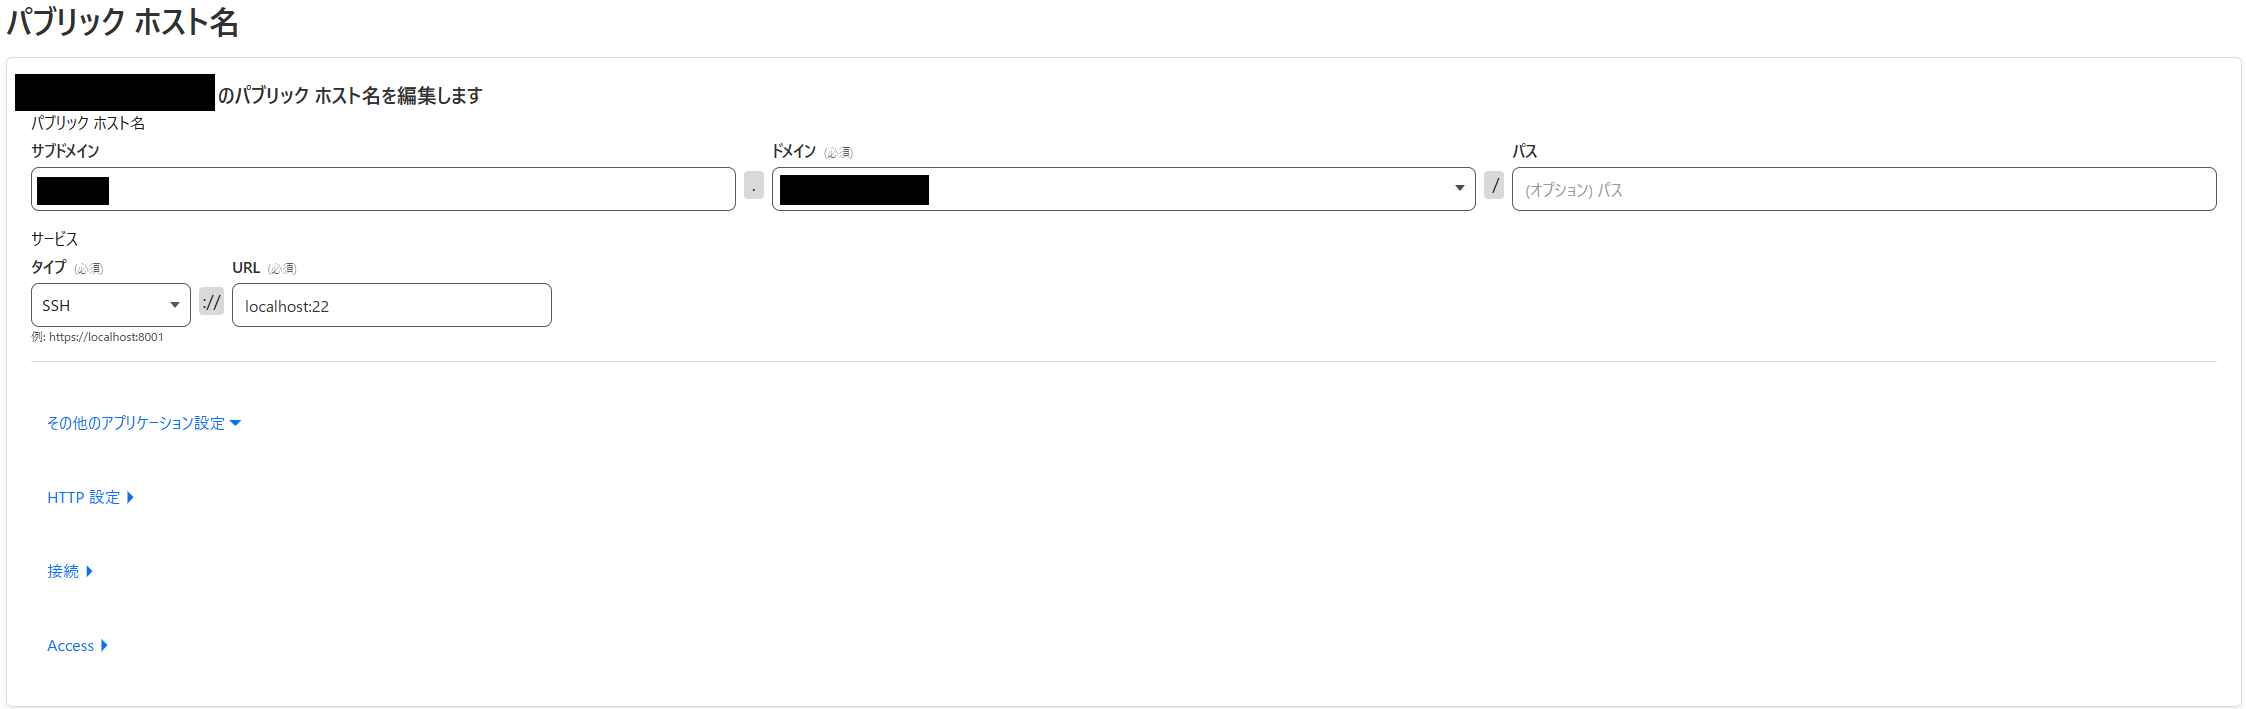 パブリック ホスト名
のパブリック ホスト名を編集します
パブリック ホスト名
サブドメイン
ドメイン (必須)
パス
.
/
(オプション) パス
サービス
タイプ (必須)
URL (必須)
SSH
://
localhost:22
例: https://localhost:8001
その他のアプリケーション設定
HTTP 設定
接続
Access